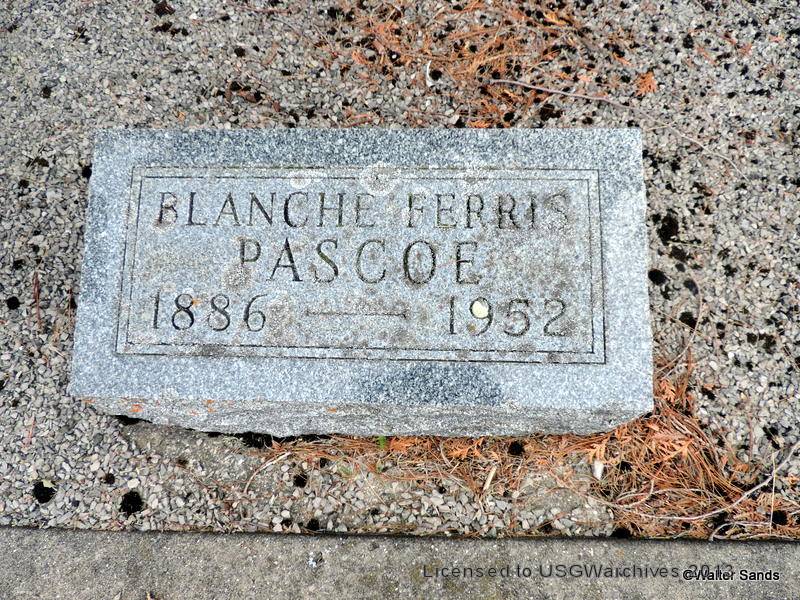 BLANCHE FERRIS
PASCOE
1886 — 1952
Licensed to USGWarchives 2013
©Walter Sands